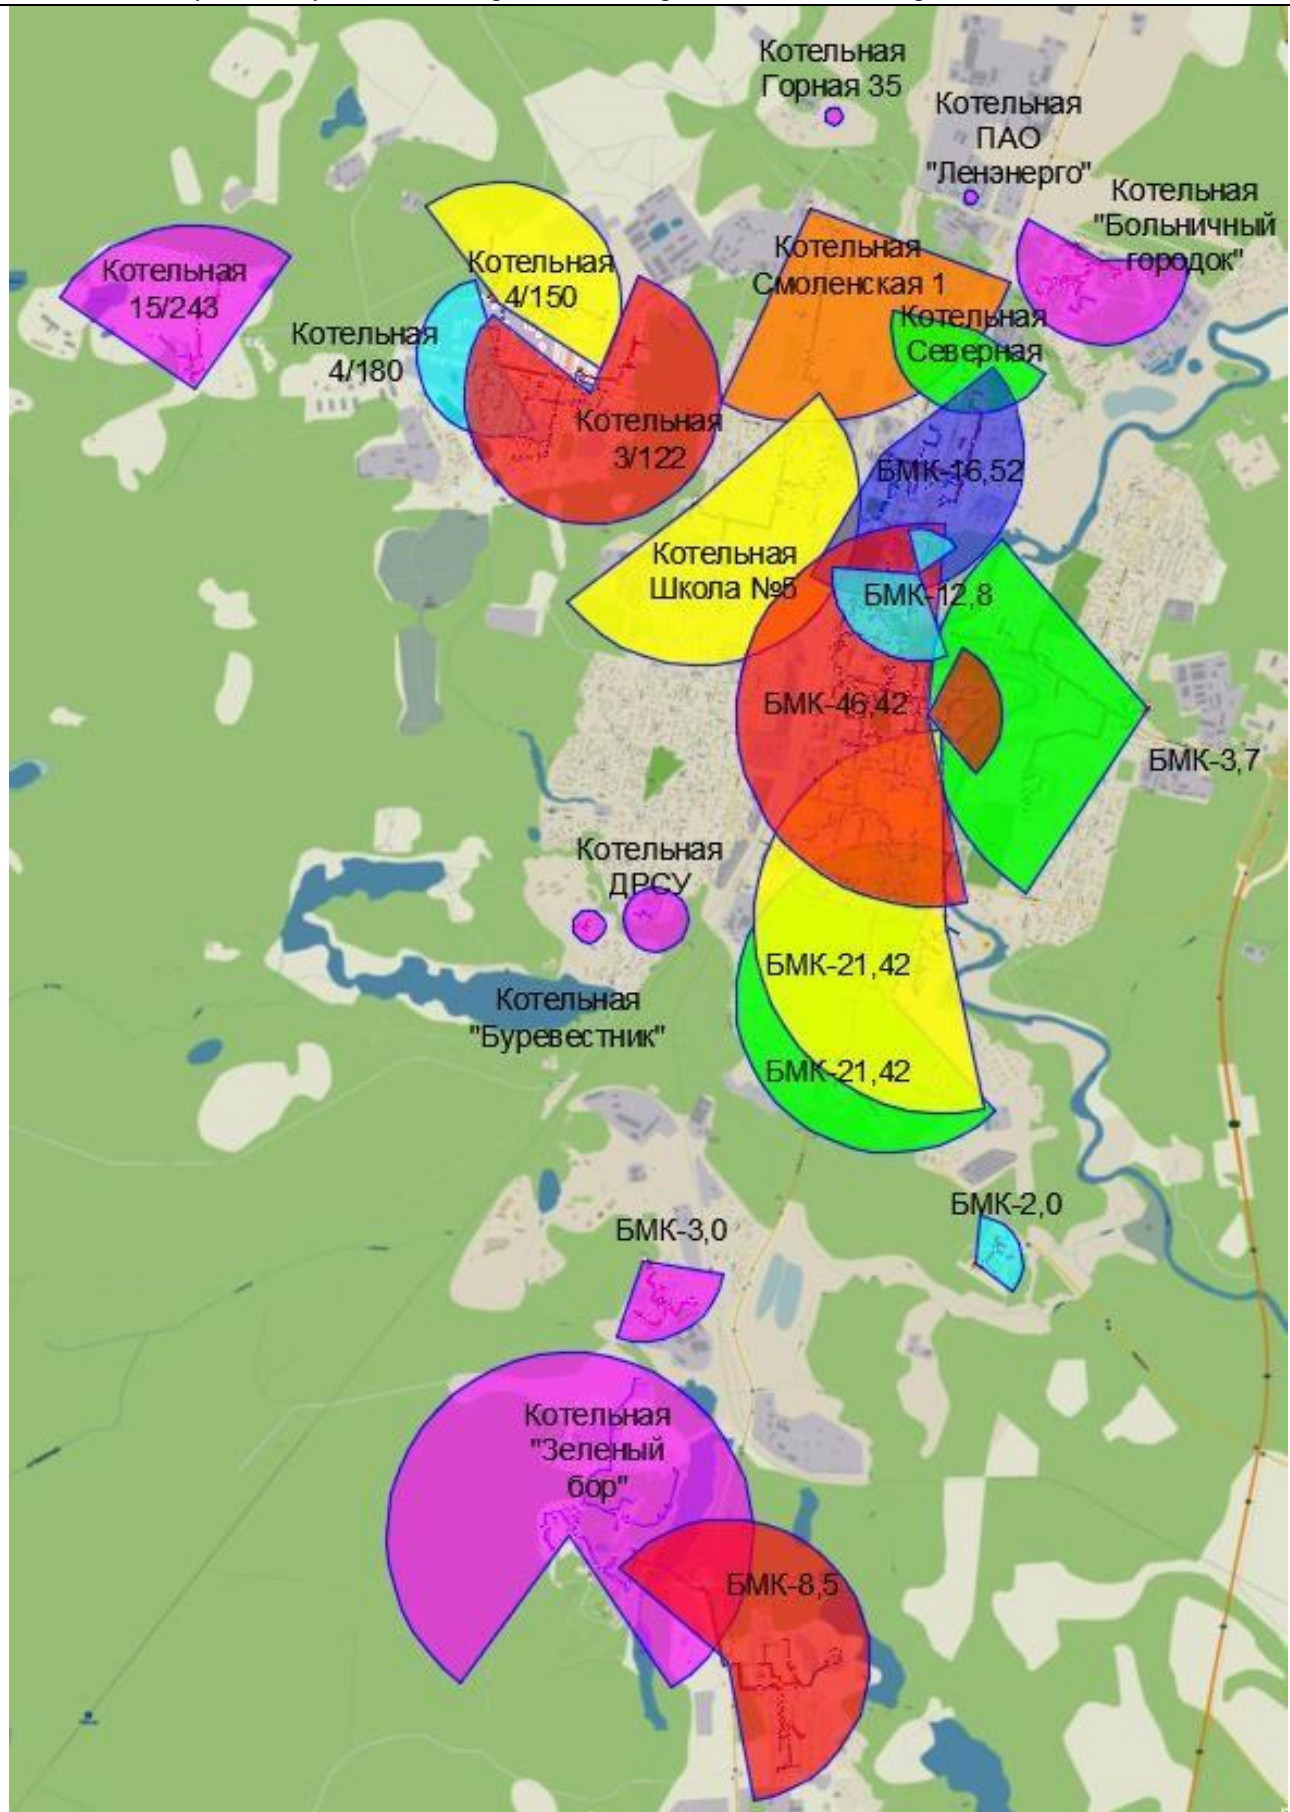 Котельная
Горная 35
Котельная
ПАО
"Ленэнерго"
Котельная
"Больничный
городок"
Котельная
15/243
Котельная
4/150
Котельная
4/180
Котельная
Смоленская 1
Котельная
Северная
Котельная
3/122
БМК-16,52
Котельная
Школа №5
БМК-12,8
БМК-46,42
БМК-3,7
Котельная
ДРСУ
БМК-21,42
Котельная
"Буревестник"
БМК-21,42
БМК-2,0
БМК-3,0
Котельная
"Зеленый
бор"
БМК-8,5